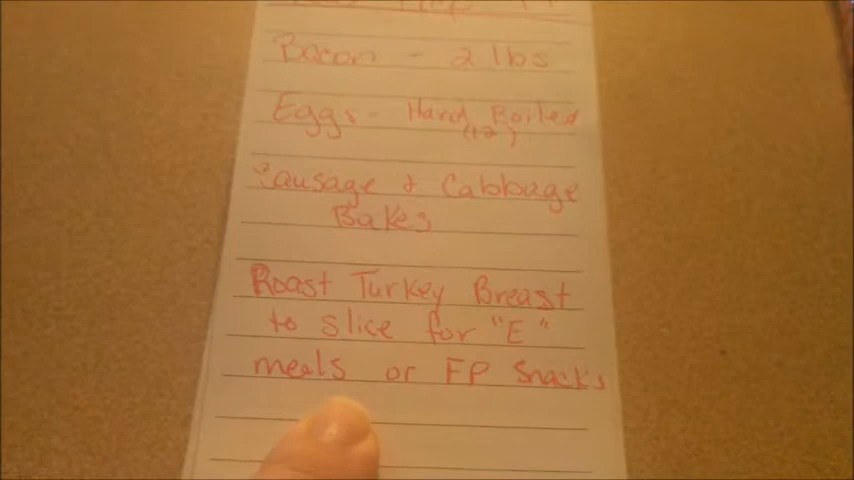 Bacon - 2 lbs
Eggs - Hard Boiled
Sausage & Cabbage
Bakes
Roast Turkey Breast
to slice for "E"
meals or FP Snacks